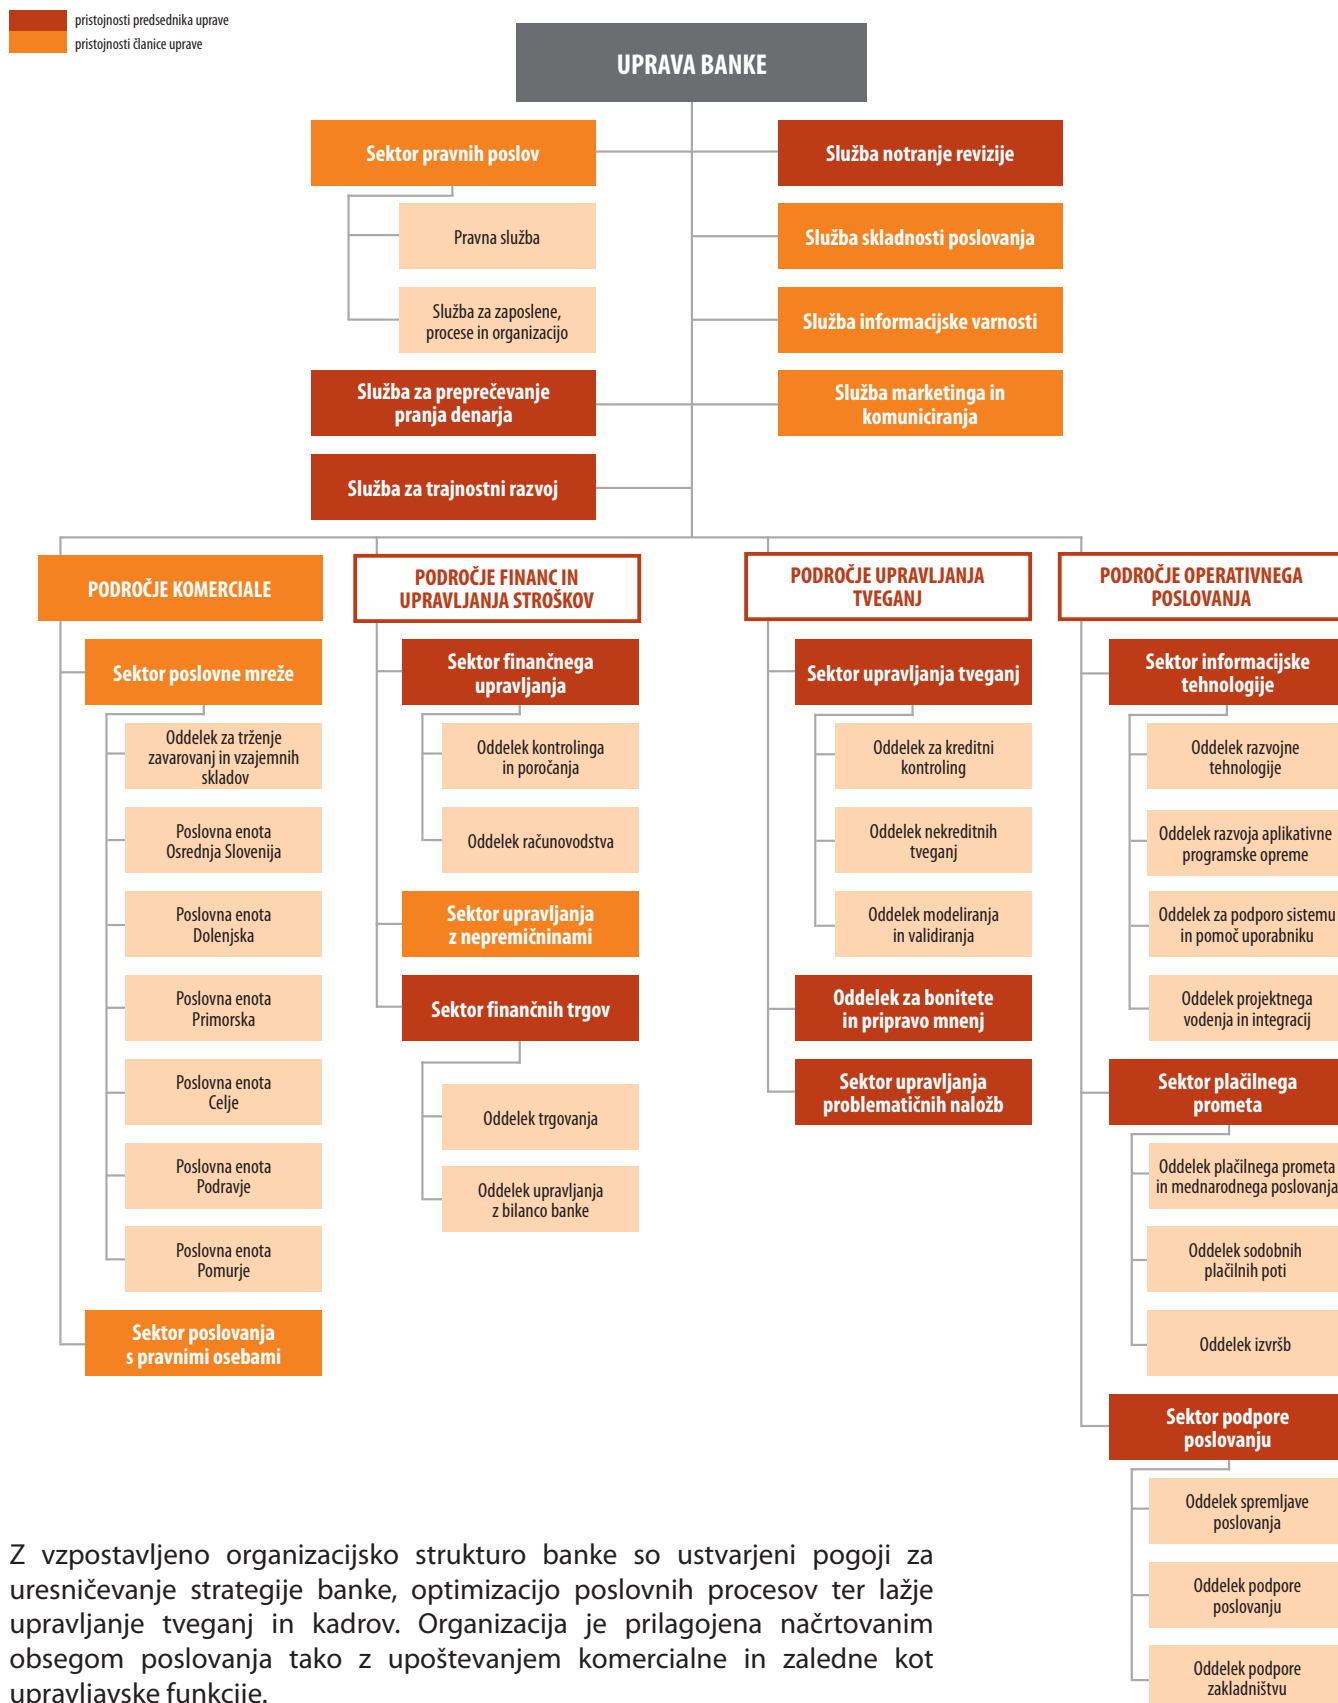 pristojnosti predsednika uprave
pristojnosti članice uprave
UPRAVA BANKE
Sektor pravnih poslov
Služba notranje revizije
Pravna služba
Služba skladnosti poslovanja
Služba za zaposlene,
procese in organizacijo
Služba informacijske varnosti
Služba za preprečevanje
pranja denarja
Služba marketinga in
komuniciranja
Služba za trajnostni razvoj
PODROČJE KOMERCIALE
Sektor poslovne mreže
Oddelek za trženje
zavarovanj in vzajemnih
skladov
Poslovna enota
Osrednja Slovenija
Poslovna enota
Dolenjska
Poslovna enota
Primorska
Poslovna enota
Celje
Poslovna enota
Podravje
Poslovna enota
Pomurje
Sektor poslovanja
s pravnimi osebami
PODROČJE FINANC IN
UPRAVLJANJA STROŠKOV
Sektor finančnega
upravljanja
Oddelek kontrolinga
in poročanja
Oddelek računovodstva
Sektor upravljanja
z nepremičninami
Sektor finančnih trgov
Oddelek trgovanja
Oddelek upravljanja
z bilanco banke
PODROČJE UPRAVLJANJA
TVEGANJ
Sektor upravljanja tveganj
Oddelek za kreditni
kontroling
Oddelek nekreditnih
tveganj
Oddelek modeliranja
in validiranja
Oddelek za bonitete
in pripravo mnenj
Sektor upravljanja
problematičnih naložb
PODROČJE OPERATIVNEGA
POSLOVANJA
Sektor informacijske
tehnologije
Oddelek razvojne
tehnologije
Oddelek razvoja aplikativne
programske opreme
Oddelek za podporo sistemu
in pomoč uporabniku
Oddelek projektnega
vodenja in integracij
Sektor plačilnega
prometa
Oddelek plačilnega prometa
in mednarodnega poslovanja
Oddelek sodobnih
plačilnih poti
Oddelek izvršb
Sektor podpore
poslovanju
Oddelek spremljave
poslovanja
Oddelek podpore
poslovanju
Oddelek podpore
zakladništvu
Z vzpostavljeno organizacijsko strukturo banke so ustvarjeni pogoji za
uresničevanje strategije banke, optimizacijo poslovnih procesov ter lažje
upravljanje tveganj in kadrov. Organizacija je prilagojena načrtovanim
obsegom poslovanja tako z upoštevanjem komercialne in zaledne kot
upravljavske funkcije.